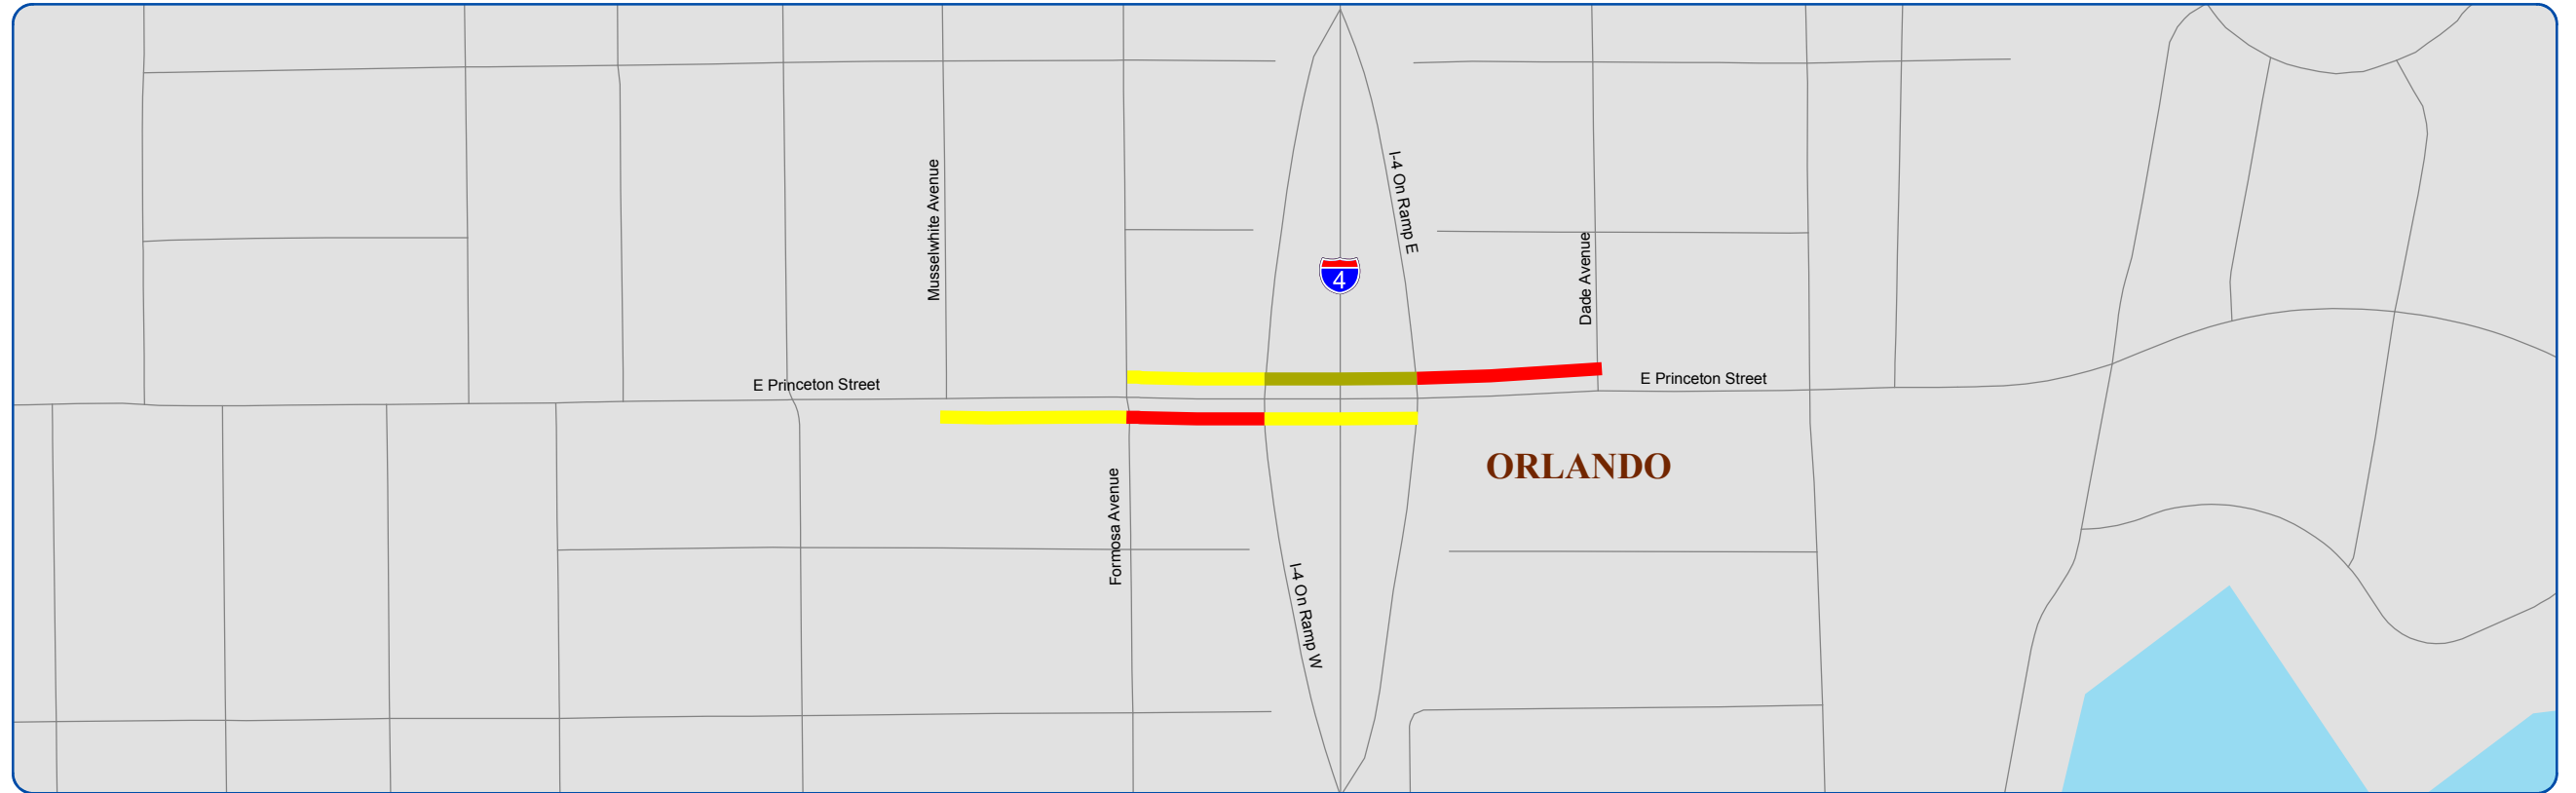 Musselwhite Avenue
I-4 On Ramp E
Dade Avenue
4
E Princeton Street
E Princeton Street
ORLANDO
Formosa Avenue
I-4 On Ramp W